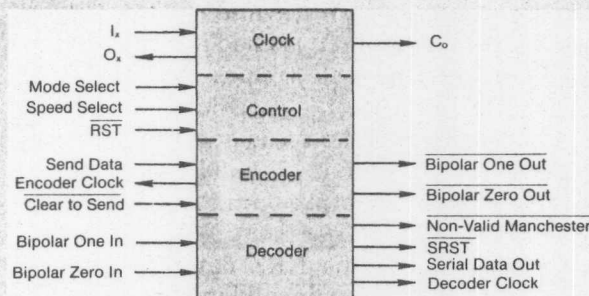 Iₓ
Oₓ
Clock
Cₒ
Mode Select
Speed Select
RST
Control
Send Data
Encoder Clock
Clear to Send
Encoder
Bipolar One Out
Bipolar Zero Out
Bipolar One In
Bipolar Zero In
Decoder
Non-Valid Manchester
SRST
Serial Data Out
Decoder Clock